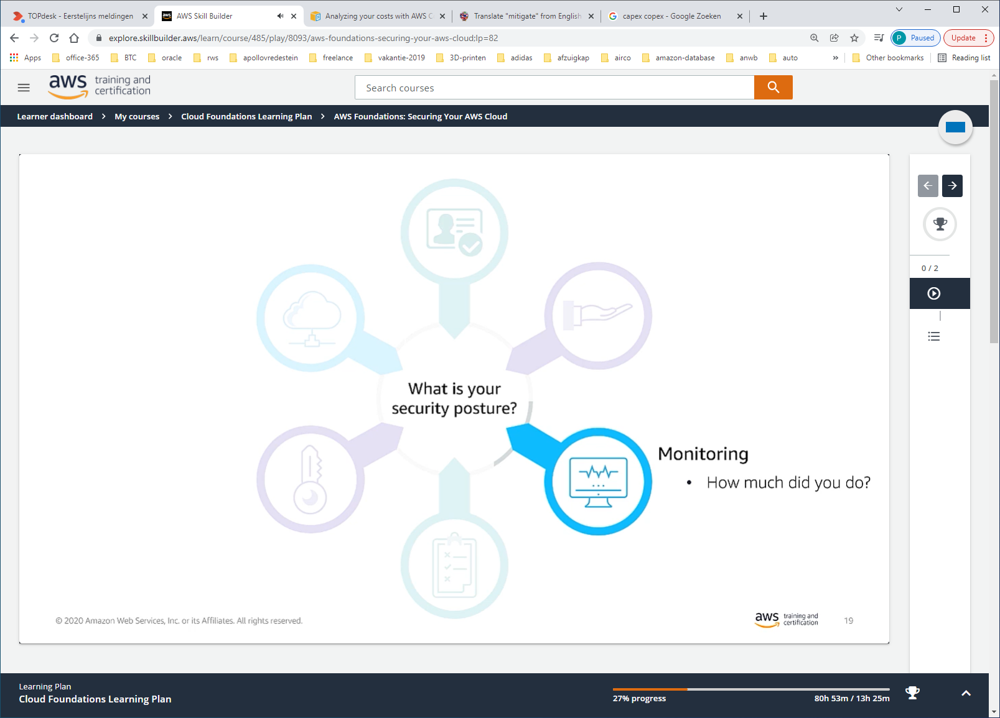 TOPdesk - Eerstelijns meldingen
AWS Skill Builder
Analyzing your costs with AWS C
Translate "mitigate" from English
capex copex - Google Zoeken
explore.skillbuilder.aws/learn/course/485/play/8093/aws-foundations-securing-your-aws-cloud;lp=82
P Paused
Update
Apps office-365 BTC oracle rws apollovredestein freelance vakantie-2019 3D-printen adidas afzuigkap airco amazon-database anwb auto » Other bookmarks Reading list
aws training and certification
Search courses
Learner dashboard > My courses > Cloud Foundations Learning Plan > AWS Foundations: Securing Your AWS Cloud
0 / 2
What is your
security posture?
Monitoring
• How much did you do?
© 2020 Amazon Web Services, Inc. or its Affiliates. All rights reserved.
aws training and certification
19
Learning Plan
Cloud Foundations Learning Plan
27% progress
80h 53m / 13h 25m